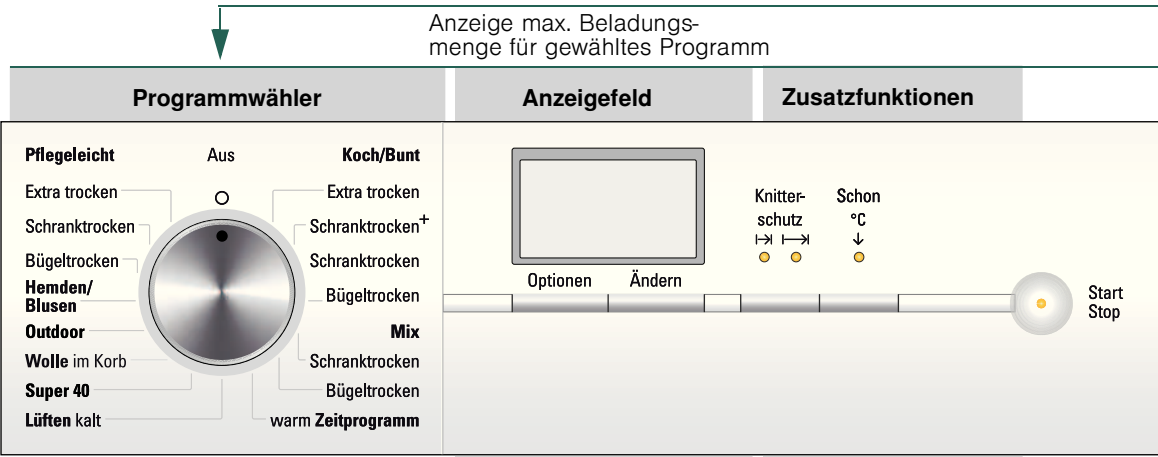 Anzeige max. Beladungs-
menge für gewähltes Programm
Programmwähler
Anzeigefeld
Zusatzfunktionen
Pflegeleicht
Extra trocken
Schranktrocken
Bügeltrocken
Hemden/
Blusen
Outdoor
Wolle im Korb
Super 40
Lüften kalt
Aus
Koch/Bunt
Extra trocken
Schranktrocken+
Schranktrocken
Bügeltrocken
Mix
Schranktrocken
Bügeltrocken
warm Zeitprogramm
Optionen
Ändern
Knitter-
schutz
Schon
°C
Start
Stop